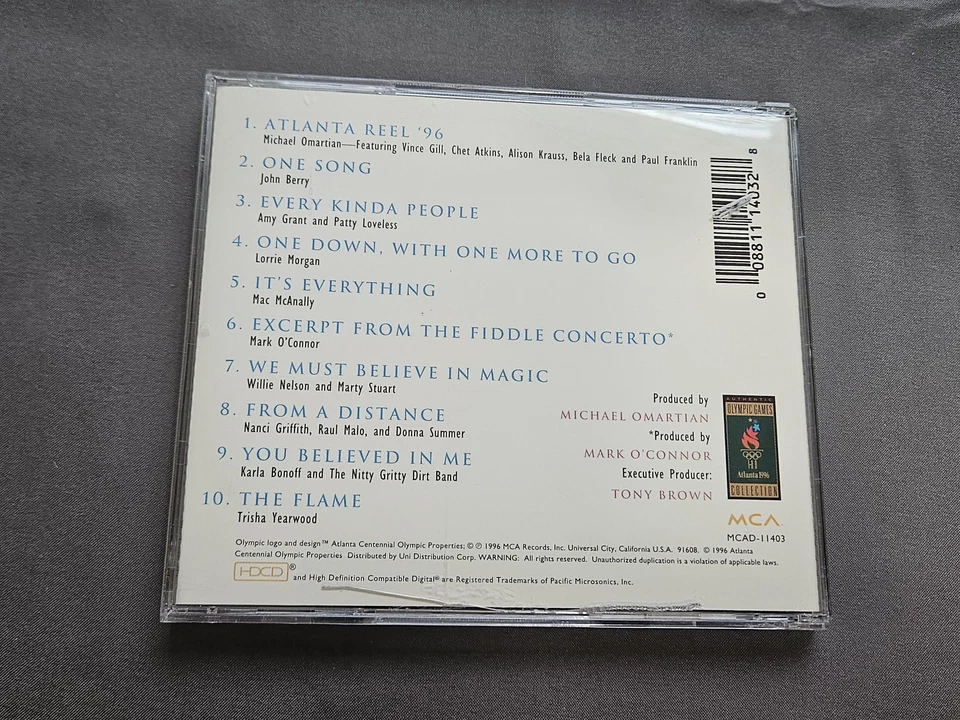 1. ATLANTA REEL '96
Michael Omartian—Featuring Vince Gill, Chet Atkins, Alison Krauss, Bela Fleck and Paul Franklin
2. ONE SONG
John Berry
3. EVERY KINDA PEOPLE
Amy Grant and Patty Loveless
4. ONE DOWN, WITH ONE MORE TO GO
Lorrie Morgan
5. IT'S EVERYTHING
Mac McAnally
6. EXCERPT FROM THE FIDDLE CONCERTO*
Mark O'Connor
7. WE MUST BELIEVE IN MAGIC
Willie Nelson and Marty Stuart
8. FROM A DISTANCE
Nanci Griffith, Raul Malo, and Donna Summer
9. YOU BELIEVED IN ME
Karla Bonoff and The Nitty Gritty Dirt Band
10. THE FLAME
Trisha Yearwood
0 08811 14032 8
Produced by
MICHAEL OMARTIAN
*Produced by
MARK O'CONNOR
Executive Producer:
TONY BROWN
AUTHENTIC
OLYMPIC GAMES
Atlanta 1996
COLLECTION
MCA
MCAD-11403
Olympic logo and design™ Atlanta Centennial Olympic Properties; © ℗ 1996 MCA Records, Inc. Universal City, California U.S.A. 91608. © 1996 Atlanta
Centennial Olympic Properties Distributed by Uni Distribution Corp. WARNING: All rights reserved. Unauthorized duplication is a violation of applicable laws.
HDCD® and High Definition Compatible Digital® are Registered Trademarks of Pacific Microsonics, Inc.